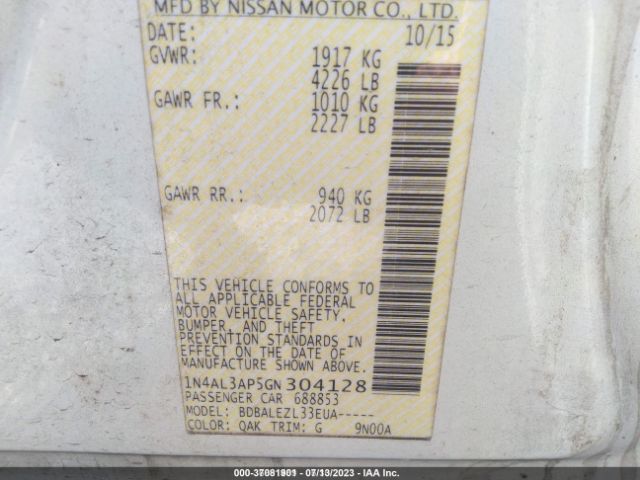 MFD BY NISSAN MOTOR CO., LTD.
DATE: 10/15
GVWR: 1917 KG
4226 LB
GAWR FR.: 1010 KG
2227 LB
GAWR RR.: 940 KG
2072 LB
THIS VEHICLE CONFORMS TO
ALL APPLICABLE FEDERAL
MOTOR VEHICLE SAFETY,
BUMPER, AND THEFT
PREVENTION STANDARDS IN
EFFECT ON THE DATE OF
MANUFACTURE SHOWN ABOVE.
1N4AL3AP5GN304128
PASSENGER CAR 688853
MODEL: BDBALEZL33EUA-----
COLOR: QAK TRIM: G 9N00A
000-37081901 - 07/13/2023 - IAA Inc.